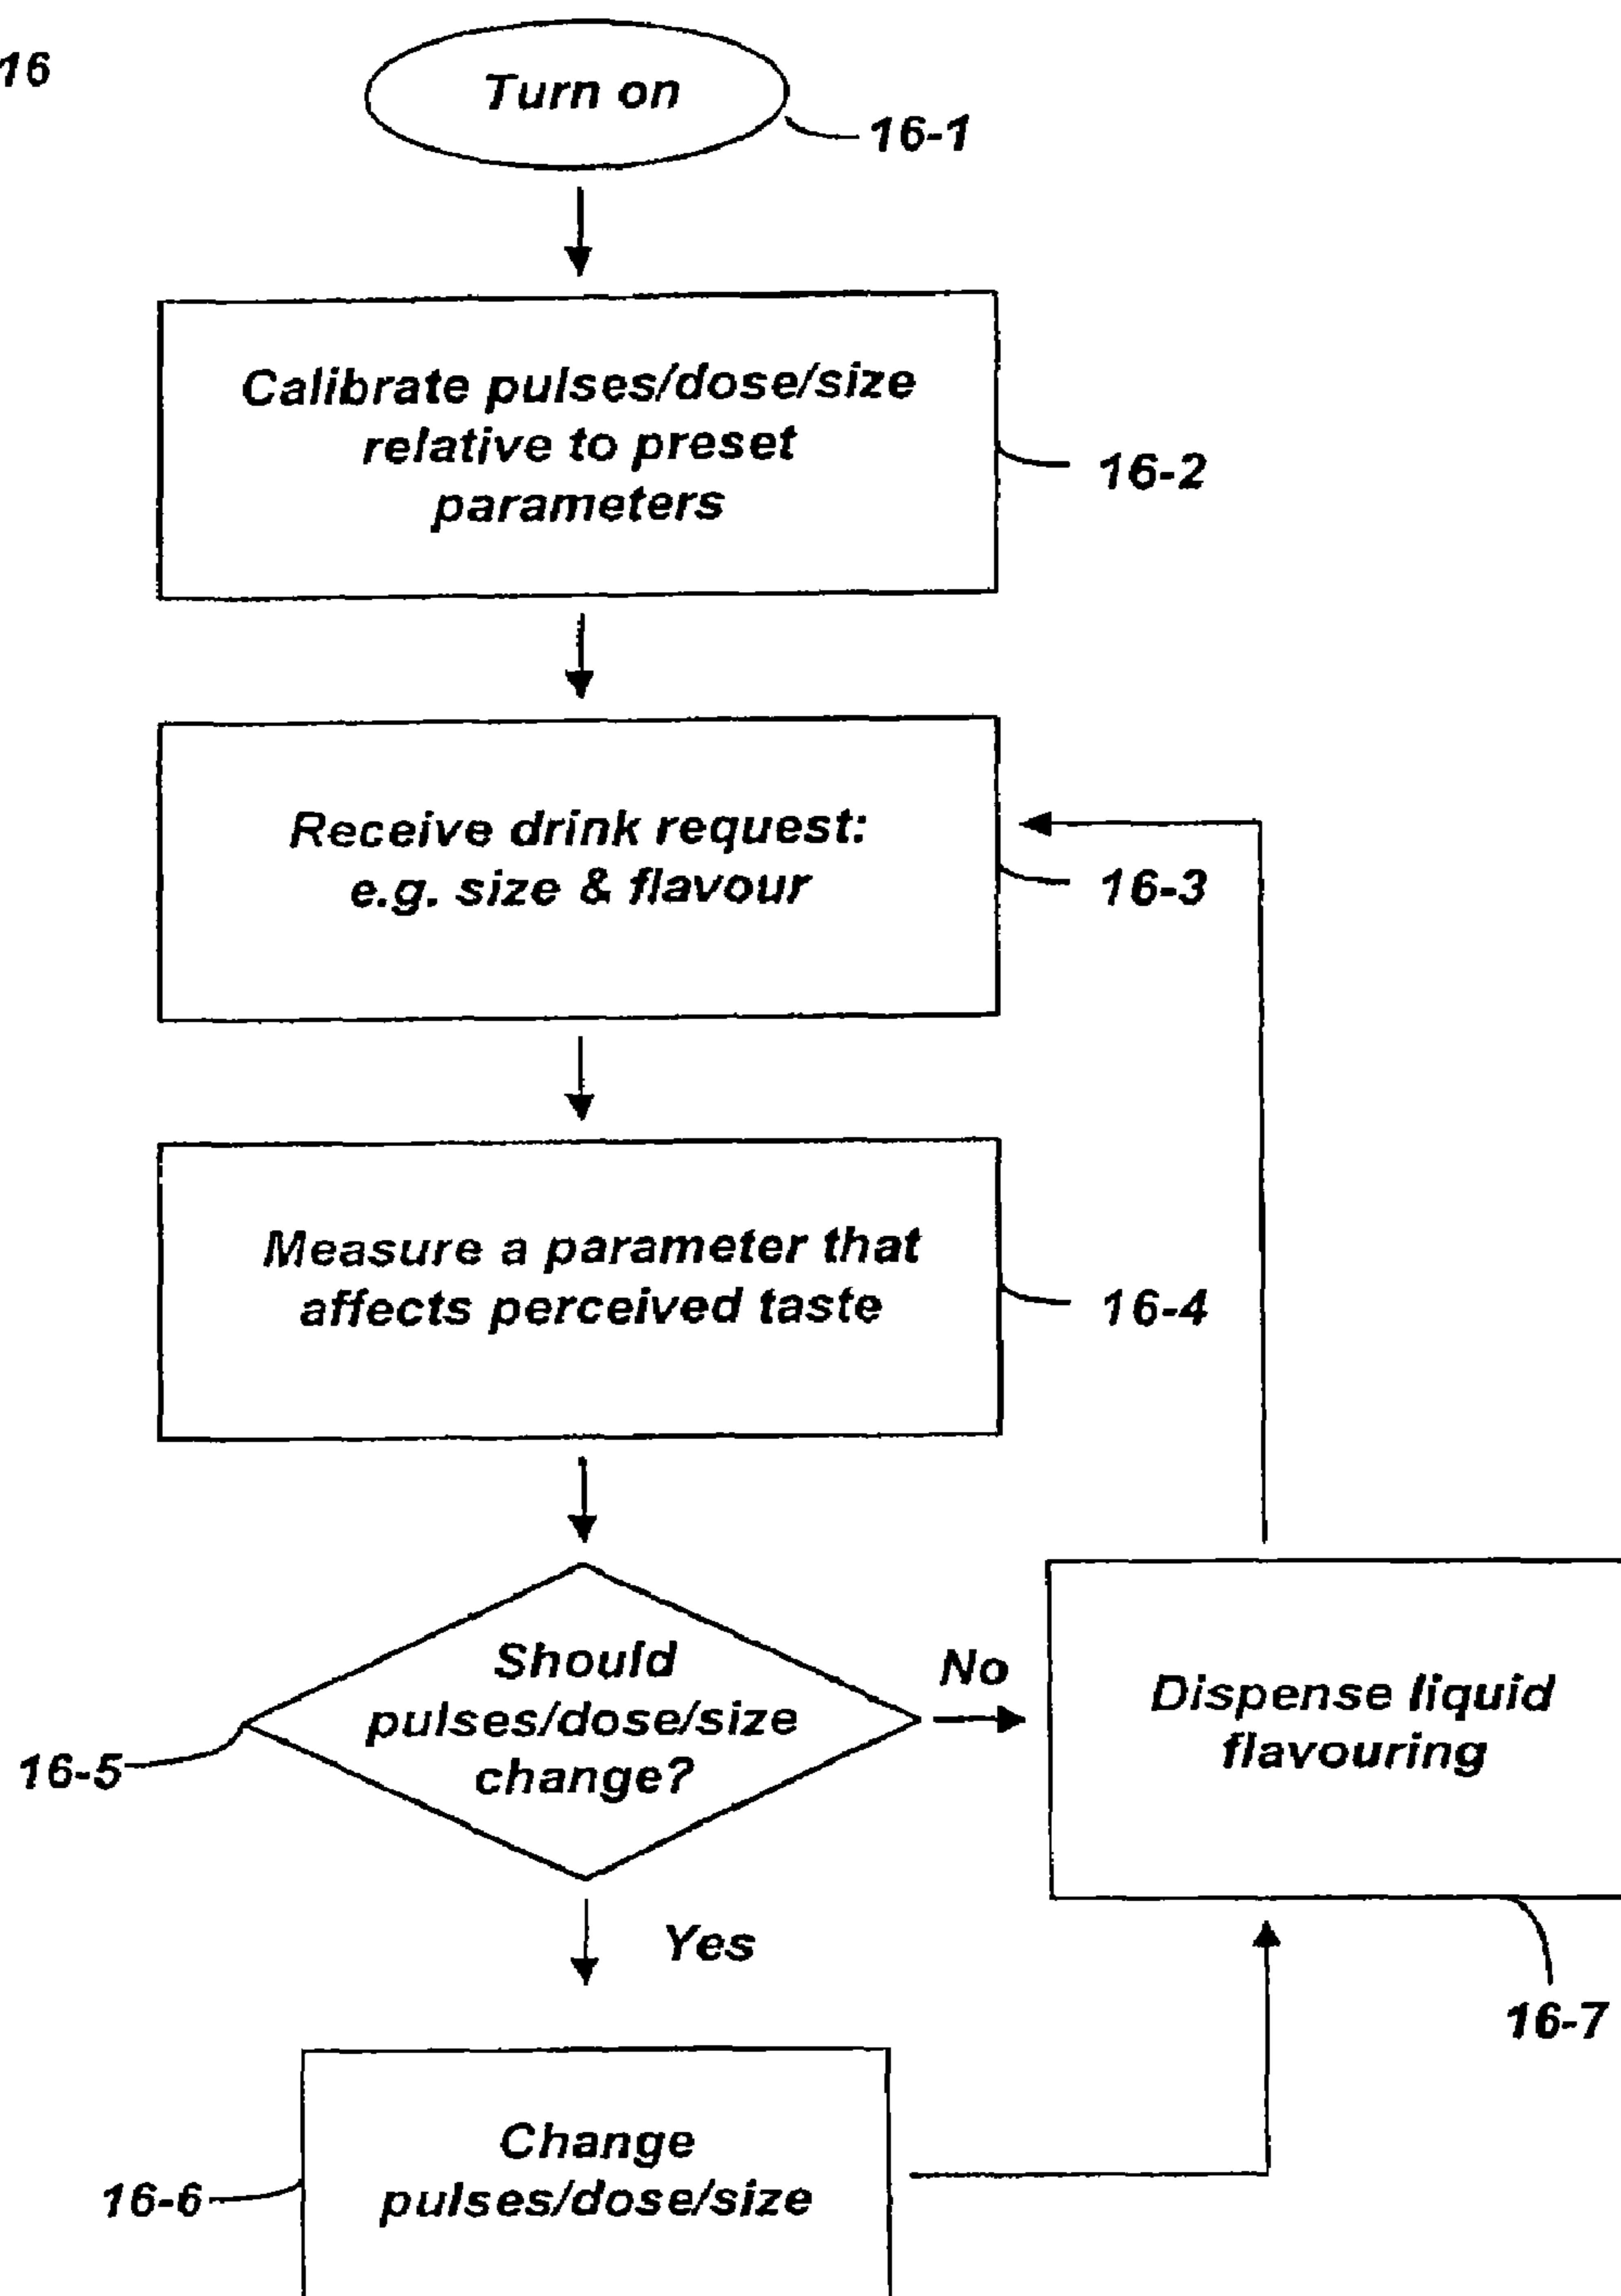 16
Turn on
16-1
Calibrate pulses/dose/size
relative to preset
parameters
16-2
Receive drink request:
e.g. size & flavour
16-3
Measure a parameter that
affects perceived taste
16-4
Should
pulses/dose/size
change?
16-5
No
Dispense liquid
flavouring
16-7
Yes
Change
pulses/dose/size
16-6